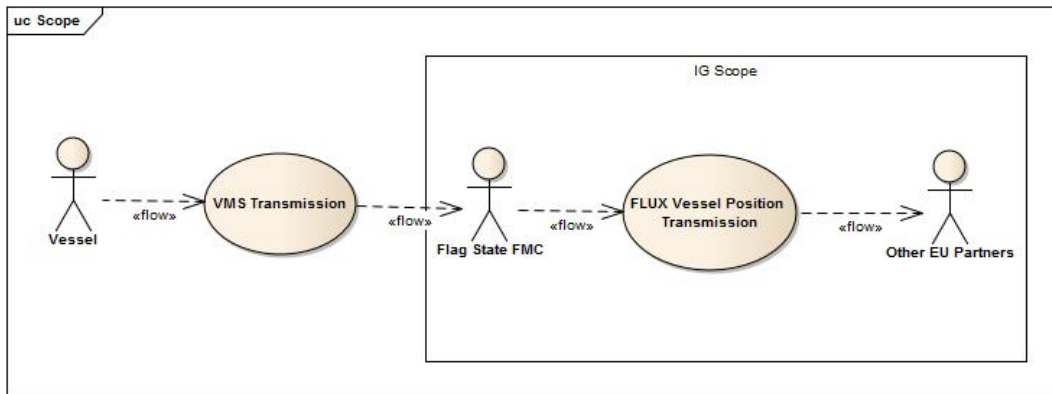 uc Scope
IG Scope
«flow»
VMS Transmission
«flow»
«flow»
FLUX Vessel Position
Transmission
«flow»
Vessel
Flag State FMC
Other EU Partners